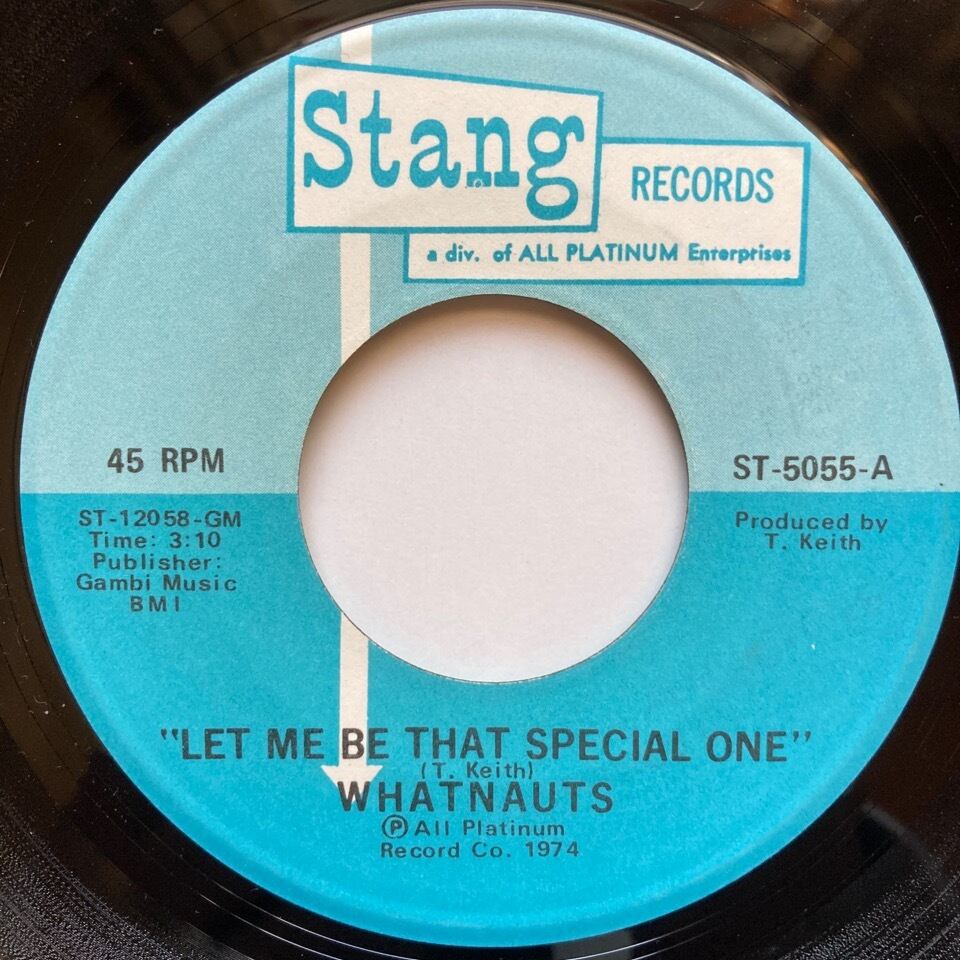 Stang
RECORDS
a div. of ALL PLATINUM Enterprises
45 RPM
ST-5055-A
ST-12058-GM
Time: 3:10
Publisher:
Gambi Music
BMI
Produced by
T. Keith
"LET ME BE THAT SPECIAL ONE"
(T. Keith)
WHATNAUTS
℗ All Platinum
Record Co. 1974